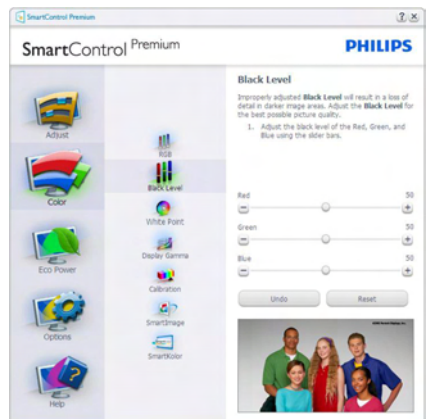 SmartControl Premium
SmartControl Premium
PHILIPS
Adjust
Color
Eco Power
Options
Help
RGB
Black Level
White Point
Display Gamma
Calibration
SmartImage
SmartKolor
Black Level
Improperly adjusted Black Level will result in a loss of
detail in darker image areas. Adjust the Black Level for
the best possible picture quality.
1. Adjust the black level of the Red, Green, and
Blue using the slider bars.
Red 50
Green 50
Blue 50
Undo Reset